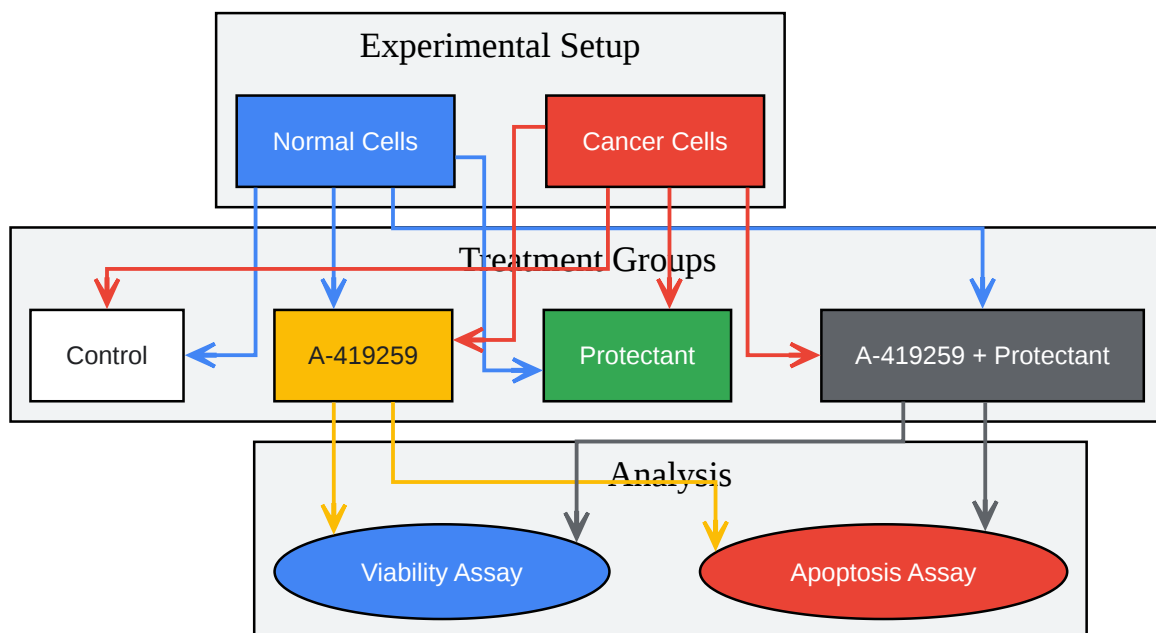 Experimental Setup
Normal Cells
Cancer Cells
Treatment Groups
Control
A-419259
Protectant
A-419259 + Protectant
Analysis
Viability Assay
Apoptosis Assay